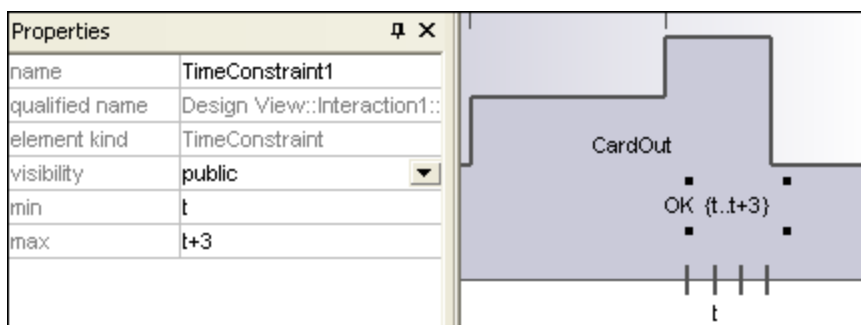 Properties
name TimeConstraint1
qualified name Design View::Interaction1::
element kind TimeConstraint
visibility public
min t
max t+3
CardOut
OK {t..t+3}
t